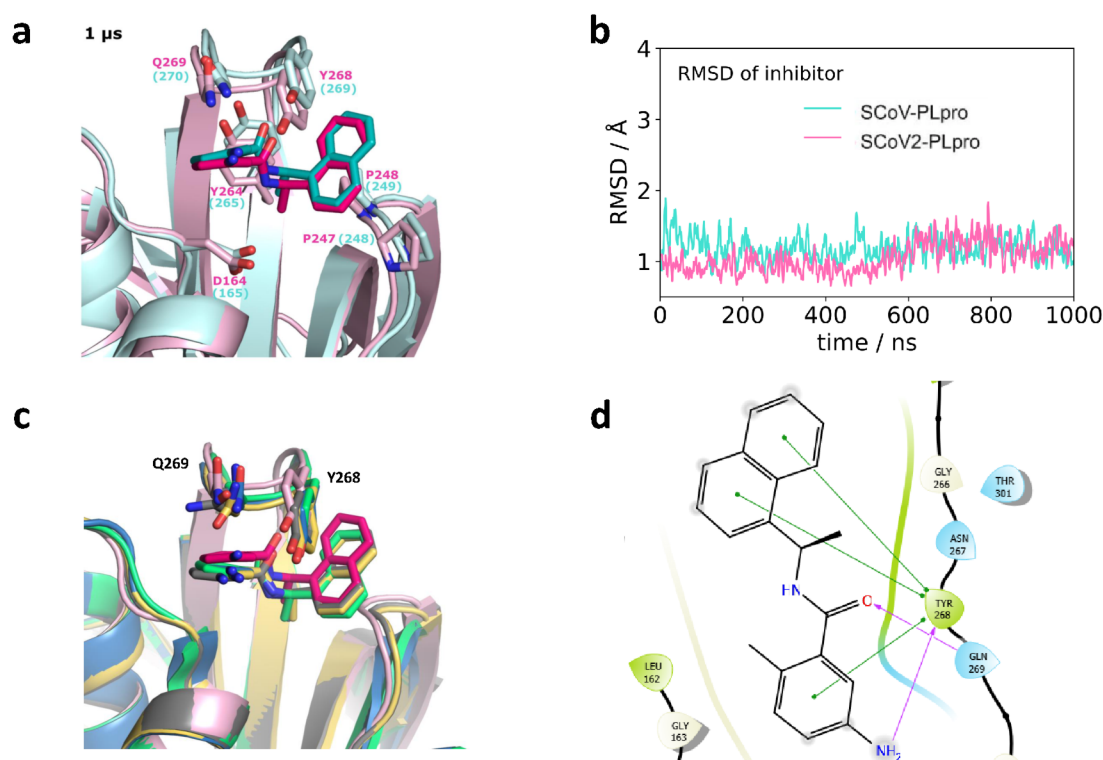 a
1 µs
Q269
(270)
Y268
(269)
Y264
(265)
P248
(249)
P247 (248)
D164
(165)
b
RMSD of inhibitor
SCoV-PLpro
SCoV2-PLpro
RMSD / Å
4
3
2
1
0 200 400 600 800 1000
time / ns
c
Q269
Y268
d
GLY
266
THR
301
ASN
267
HN
O
TYR
268
GLN
269
LEU
162
GLY
163
NH2